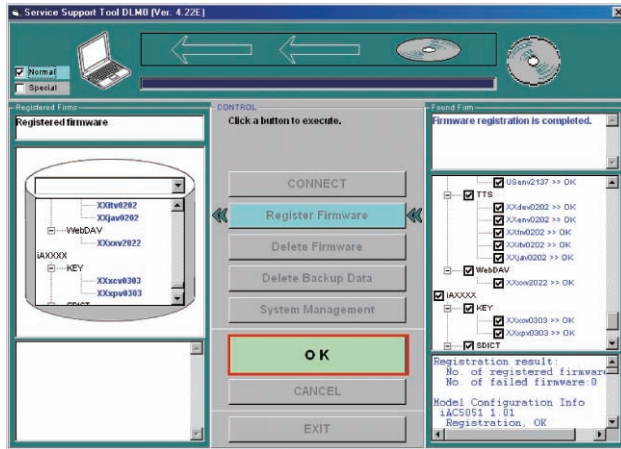 Service Support Tool DLM0 (Ver. 4.22E)
Normal
Special
Registered Firms
Registered firmware
XXitv0202
XXjav0202
WebDAV
XXxxv2022
iAXXXX
KEY
XXxcv0303
XXxpv0303
CONTROL
Click a button to execute.
CONNECT
Register Firmware
Delete Firmware
Delete Backup Data
System Management
OK
CANCEL
EXIT
Found Firm
Firmware registration is completed.
USenv2137 >> OK
TTS
XXdev0202 >> OK
XXenv0202 >> OK
XXfrv0202 >> OK
XXitv0202 >> OK
XXjav0202 >> OK
WebDAV
XXxxv2022 >> OK
iAXXXX
KEY
XXxcv0303 >> OK
XXxpv0303 >> OK
SDICT
Registration result:
No. of registered firmware
No. of failed firmware:0
Model Configuration Info
iAC5051 1.01
Registration, OK